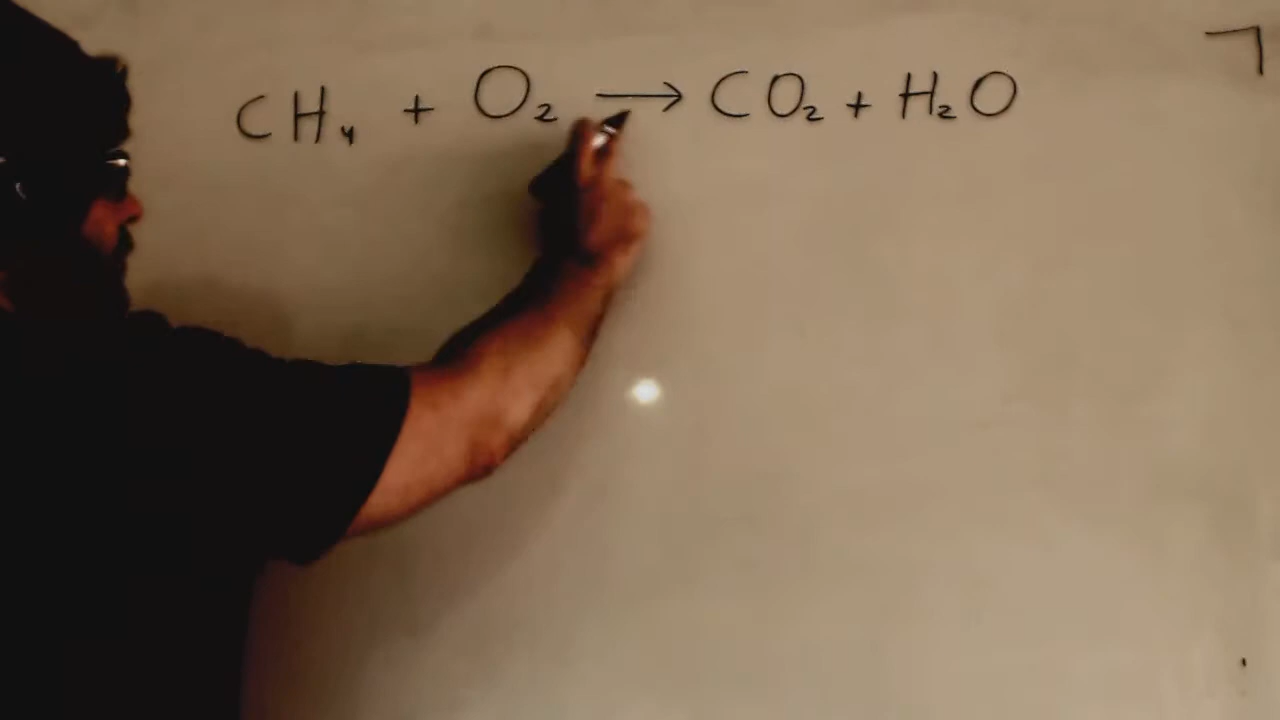 CH₄ + O₂ → CO₂ + H₂O